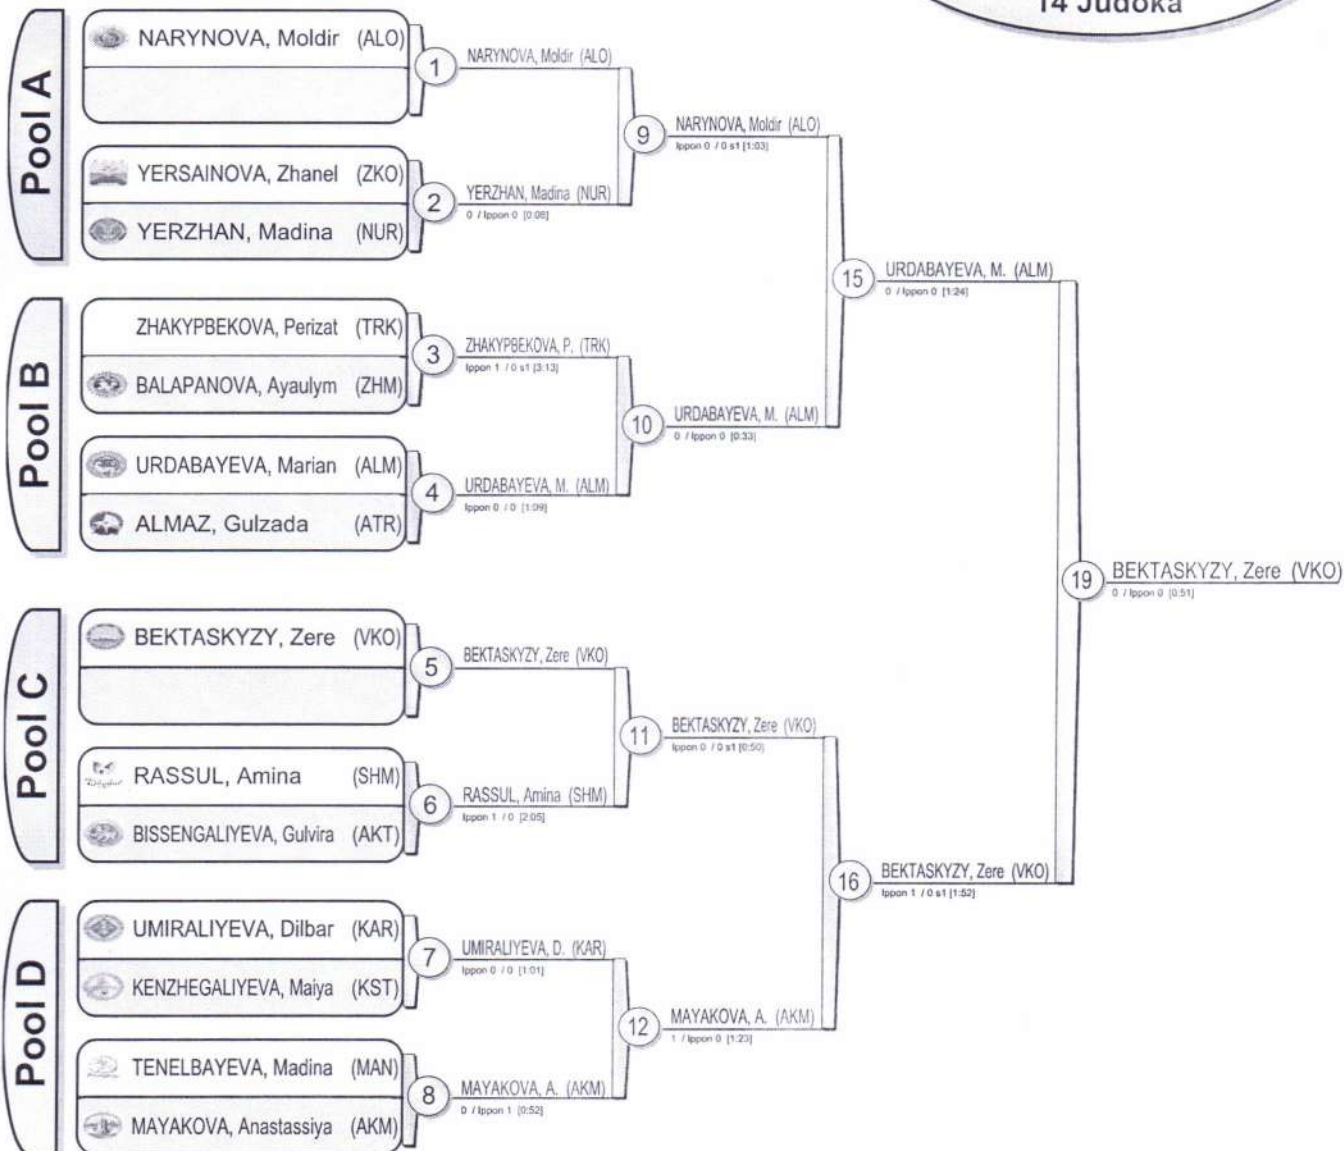 14 Judoka
Pool A
NARYNOVA, Moldir (ALO)
YERSAINOVA, Zhanel (ZKO)
YERZHAN, Madina (NUR)
1
NARYNOVA, Moldir (ALO)
2
YERZHAN, Madina (NUR)
0 / Ippon 0 [0:08]
9
NARYNOVA, Moldir (ALO)
Ippon 0 / 0 s1 [1:03]
Pool B
ZHAKYPBEKOVA, Perizat (TRK)
BALAPANOVA, Ayaulym (ZHM)
URDABAYEVA, Marian (ALM)
ALMAZ, Gulzada (ATR)
3
ZHAKYPBEKOVA, P. (TRK)
Ippon 1 / 0 s1 [3:13]
4
URDABAYEVA, M. (ALM)
Ippon 0 / 0 [1:09]
10
URDABAYEVA, M. (ALM)
0 / Ippon 0 [0:33]
15
URDABAYEVA, M. (ALM)
0 / Ippon 0 [1:24]
Pool C
BEKTASKYZY, Zere (VKO)
RASSUL, Amina (SHM)
BISSENGALIYEVA, Gulvira (AKT)
5
BEKTASKYZY, Zere (VKO)
6
RASSUL, Amina (SHM)
Ippon 1 / 0 [2:05]
11
BEKTASKYZY, Zere (VKO)
Ippon 0 / 0 s1 [0:50]
Pool D
UMIRALIYEVA, Dilbar (KAR)
KENZHEGALIYEVA, Maiya (KST)
TENELBAYEVA, Madina (MAN)
MAYAKOVA, Anastassiya (AKM)
7
UMIRALIYEVA, D. (KAR)
Ippon 0 / 0 [1:01]
8
MAYAKOVA, A. (AKM)
0 / Ippon 1 [0:52]
12
MAYAKOVA, A. (AKM)
1 / Ippon 0 [1:23]
16
BEKTASKYZY, Zere (VKO)
Ippon 1 / 0 s1 [1:52]
19
BEKTASKYZY, Zere (VKO)
0 / Ippon 0 [0:51]